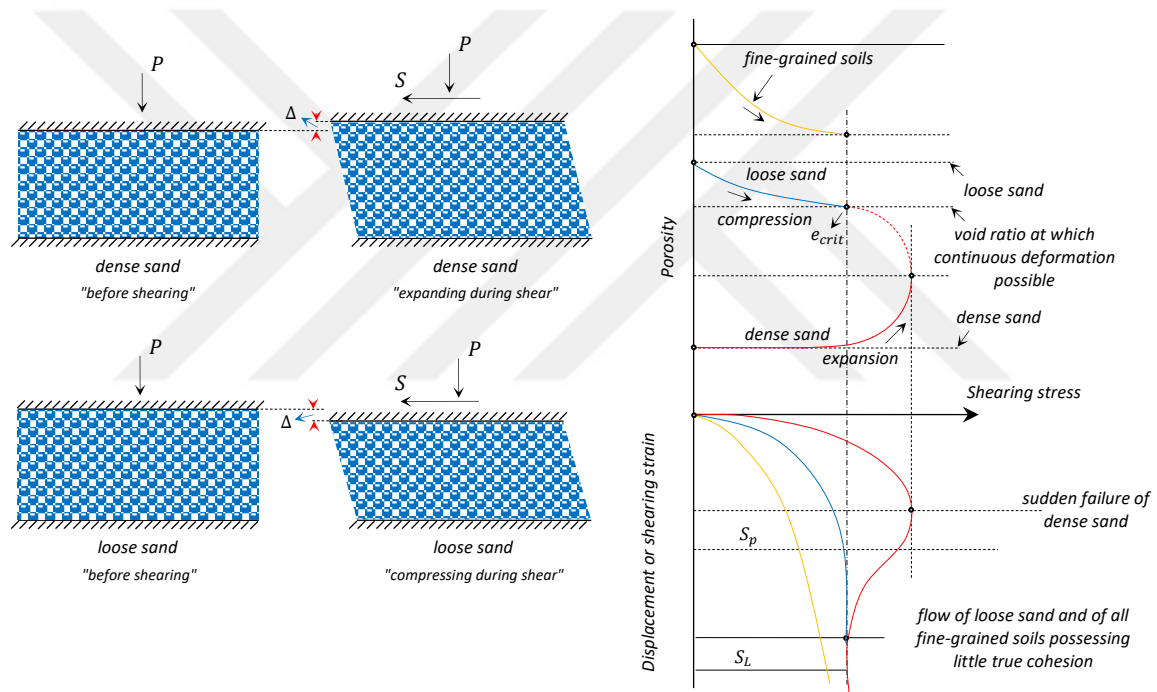 P
dense sand
"before shearing"
Δ
S
P
dense sand
"expanding during shear"
P
loose sand
"before shearing"
Δ
S
P
loose sand
"compressing during shear"
Porosity
fine-grained soils
loose sand
compression
e_crit
loose sand
void ratio at which
continuous deformation
possible
dense sand
dense sand
expansion
Shearing stress
Displacement or shearing strain
sudden failure of
dense sand
S_p
flow of loose sand and of all
fine-grained soils possessing
little true cohesion
S_L